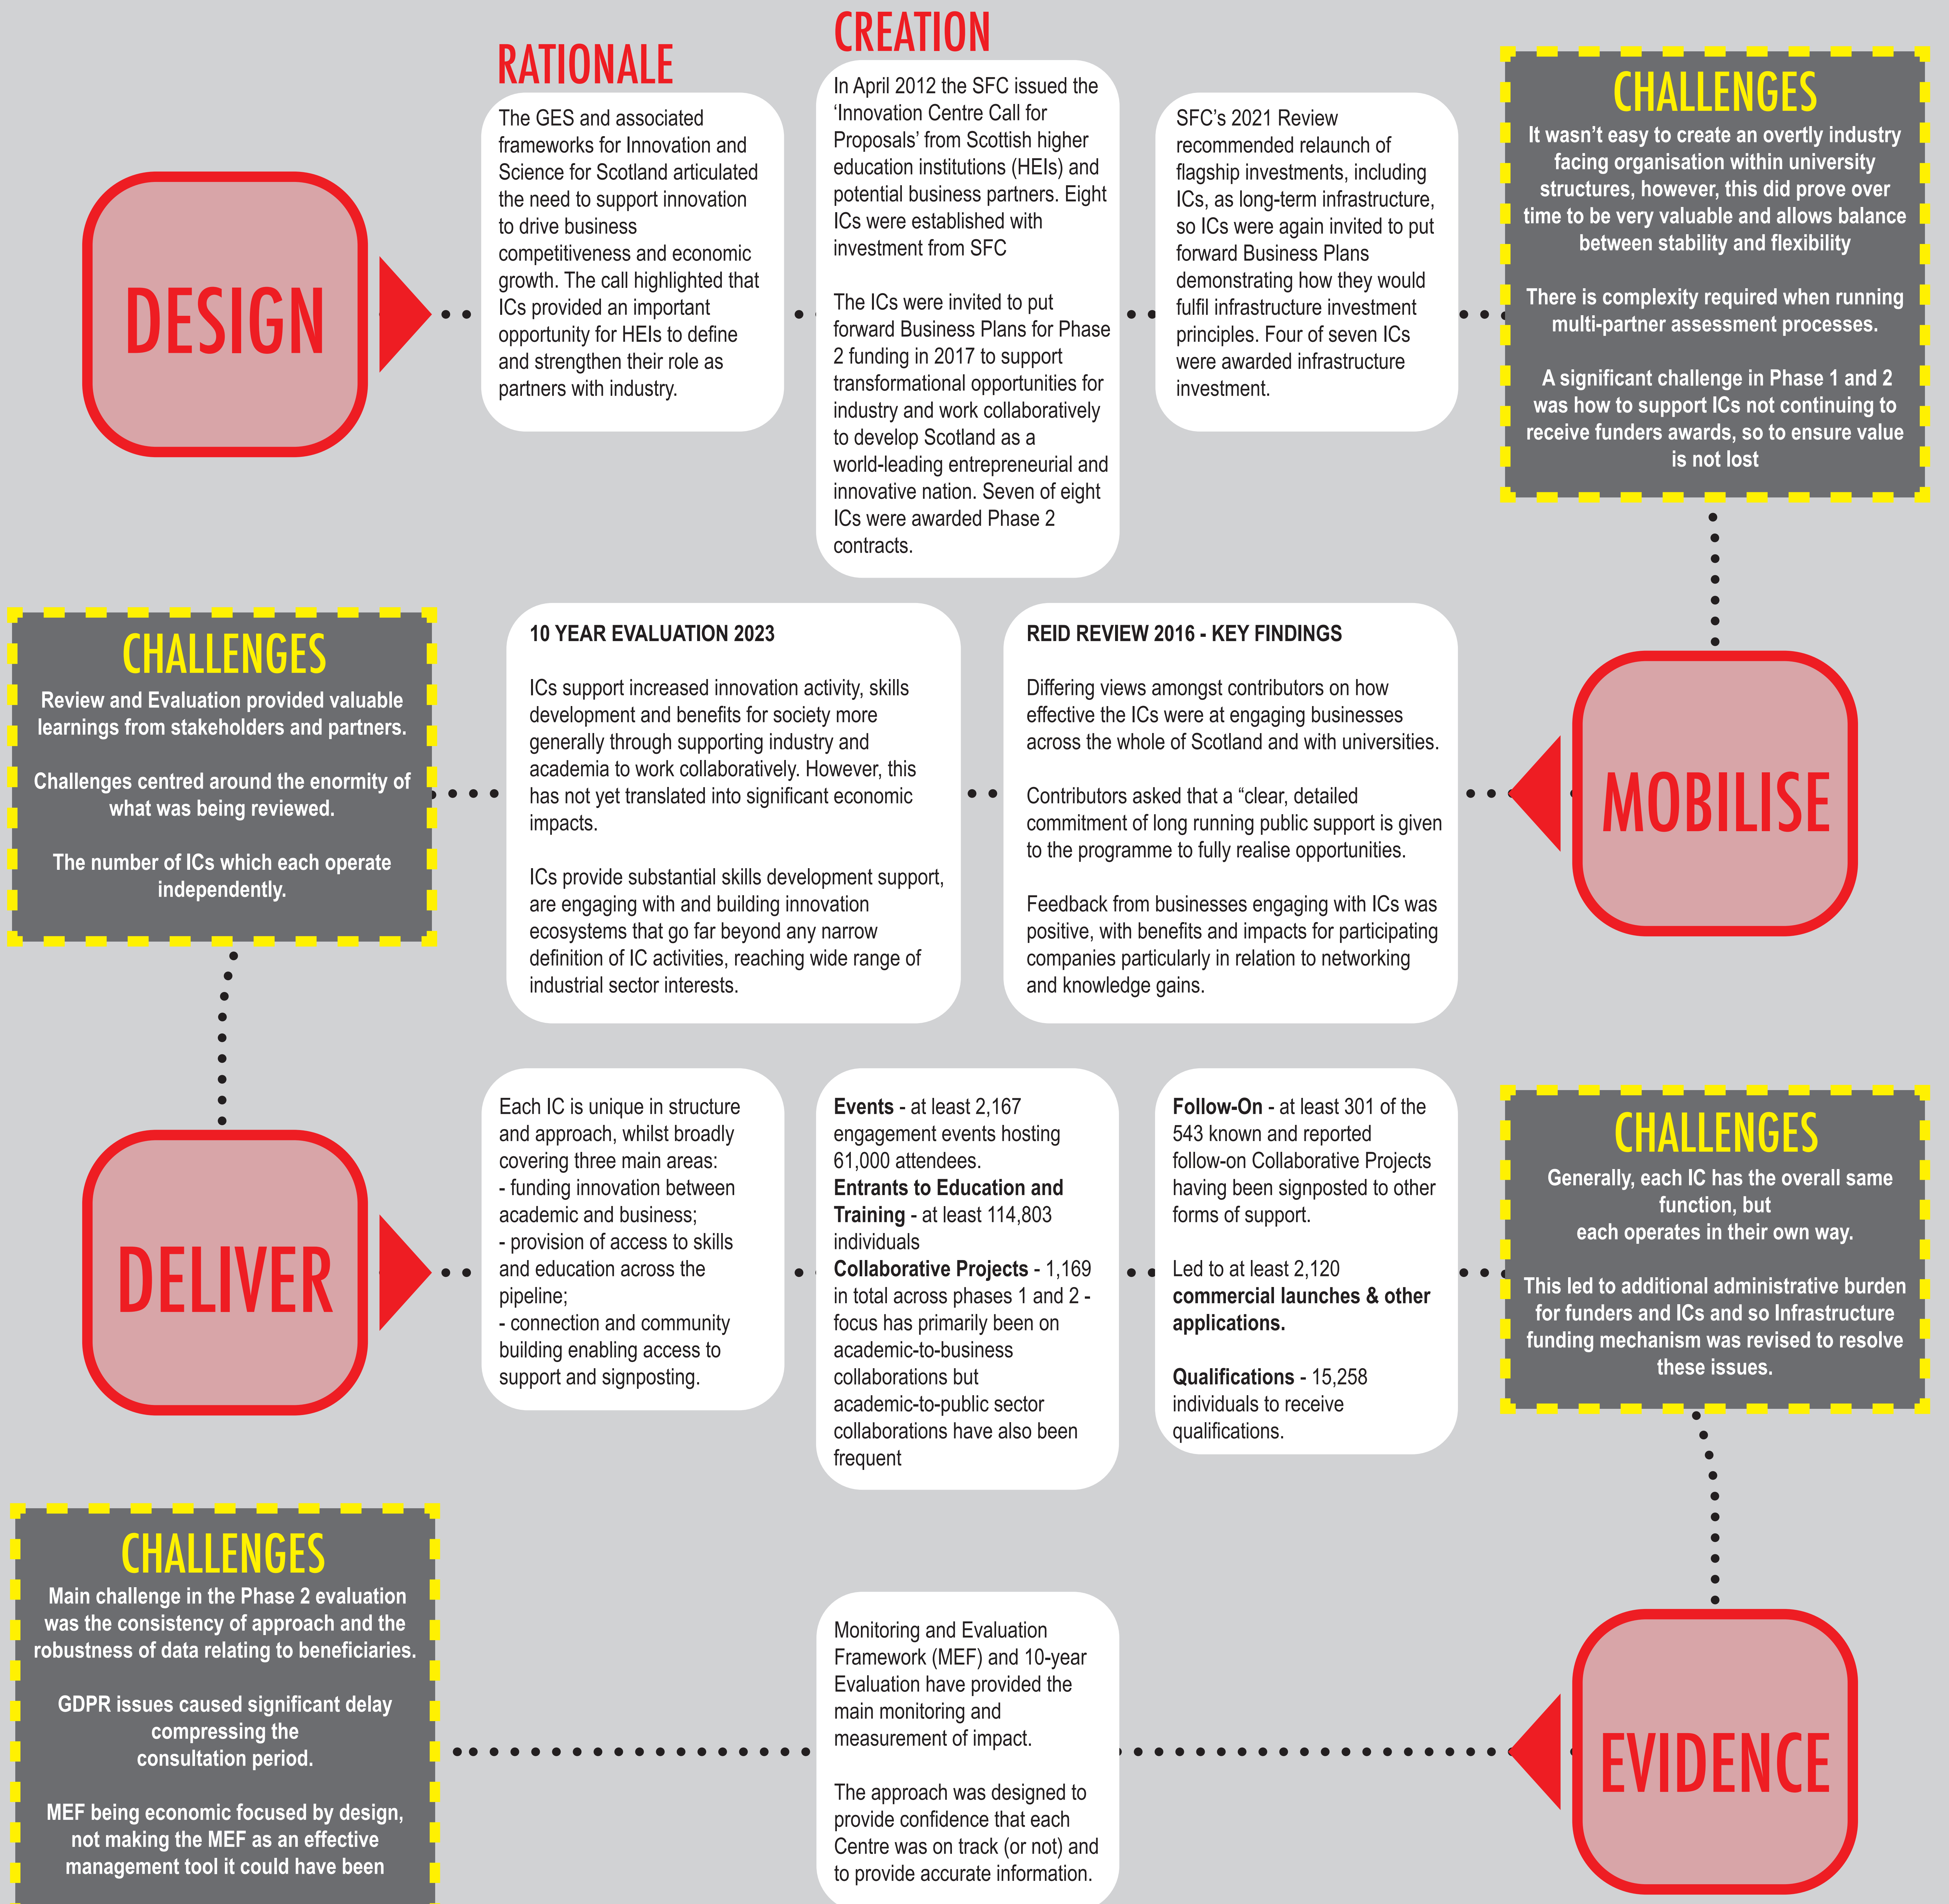 DESIGN
RATIONALE
The GES and associated
frameworks for Innovation and
Science for Scotland articulated
the need to support innovation
to drive business
competitiveness and economic
growth. The call highlighted that
ICs provided an important
opportunity for HEIs to define
and strengthen their role as
partners with industry.
CREATION
In April 2012 the SFC issued the
‘Innovation Centre Call for
Proposals’ from Scottish higher
education institutions (HEIs) and
potential business partners. Eight
ICs were established with
investment from SFC
The ICs were invited to put
forward Business Plans for Phase
2 funding in 2017 to support
transformational opportunities for
industry and work collaboratively
to develop Scotland as a
world-leading entrepreneurial and
innovative nation. Seven of eight
ICs were awarded Phase 2
contracts.
SFC’s 2021 Review
recommended relaunch of
flagship investments, including
ICs, as long-term infrastructure,
so ICs were again invited to put
forward Business Plans
demonstrating how they would
fulfil infrastructure investment
principles. Four of seven ICs
were awarded infrastructure
investment.
CHALLENGES
It wasn’t easy to create an overtly industry
facing organisation within university
structures, however, this did prove over
time to be very valuable and allows balance
between stability and flexibility
There is complexity required when running
multi-partner assessment processes.
A significant challenge in Phase 1 and 2
was how to support ICs not continuing to
receive funders awards, so to ensure value
is not lost
MOBILISE
REID REVIEW 2016 - KEY FINDINGS
Differing views amongst contributors on how
effective the ICs were at engaging businesses
across the whole of Scotland and with universities.
Contributors asked that a “clear, detailed
commitment of long running public support is given
to the programme to fully realise opportunities.
Feedback from businesses engaging with ICs was
positive, with benefits and impacts for participating
companies particularly in relation to networking
and knowledge gains.
10 YEAR EVALUATION 2023
ICs support increased innovation activity, skills
development and benefits for society more
generally through supporting industry and
academia to work collaboratively. However, this
has not yet translated into significant economic
impacts.
ICs provide substantial skills development support,
are engaging with and building innovation
ecosystems that go far beyond any narrow
definition of IC activities, reaching wide range of
industrial sector interests.
CHALLENGES
Review and Evaluation provided valuable
learnings from stakeholders and partners.
Challenges centred around the enormity of
what was being reviewed.
The number of ICs which each operate
independently.
DELIVER
Each IC is unique in structure
and approach, whilst broadly
covering three main areas:
- funding innovation between
academic and business;
- provision of access to skills
and education across the
pipeline;
- connection and community
building enabling access to
support and signposting.
Events - at least 2,167
engagement events hosting
61,000 attendees.
Entrants to Education and
Training - at least 114,803
individuals
Collaborative Projects - 1,169
in total across phases 1 and 2 -
focus has primarily been on
academic-to-business
collaborations but
academic-to-public sector
collaborations have also been
frequent
Follow-On - at least 301 of the
543 known and reported
follow-on Collaborative Projects
having been signposted to other
forms of support.
Led to at least 2,120
commercial launches & other
applications.
Qualifications - 15,258
individuals to receive
qualifications.
CHALLENGES
Generally, each IC has the overall same
function, but
each operates in their own way.
This led to additional administrative burden
for funders and ICs and so Infrastructure
funding mechanism was revised to resolve
these issues.
EVIDENCE
Monitoring and Evaluation
Framework (MEF) and 10-year
Evaluation have provided the
main monitoring and
measurement of impact.
The approach was designed to
provide confidence that each
Centre was on track (or not) and
to provide accurate information.
CHALLENGES
Main challenge in the Phase 2 evaluation
was the consistency of approach and the
robustness of data relating to beneficiaries.
GDPR issues caused significant delay
compressing the
consultation period.
MEF being economic focused by design,
not making the MEF as an effective
management tool it could have been